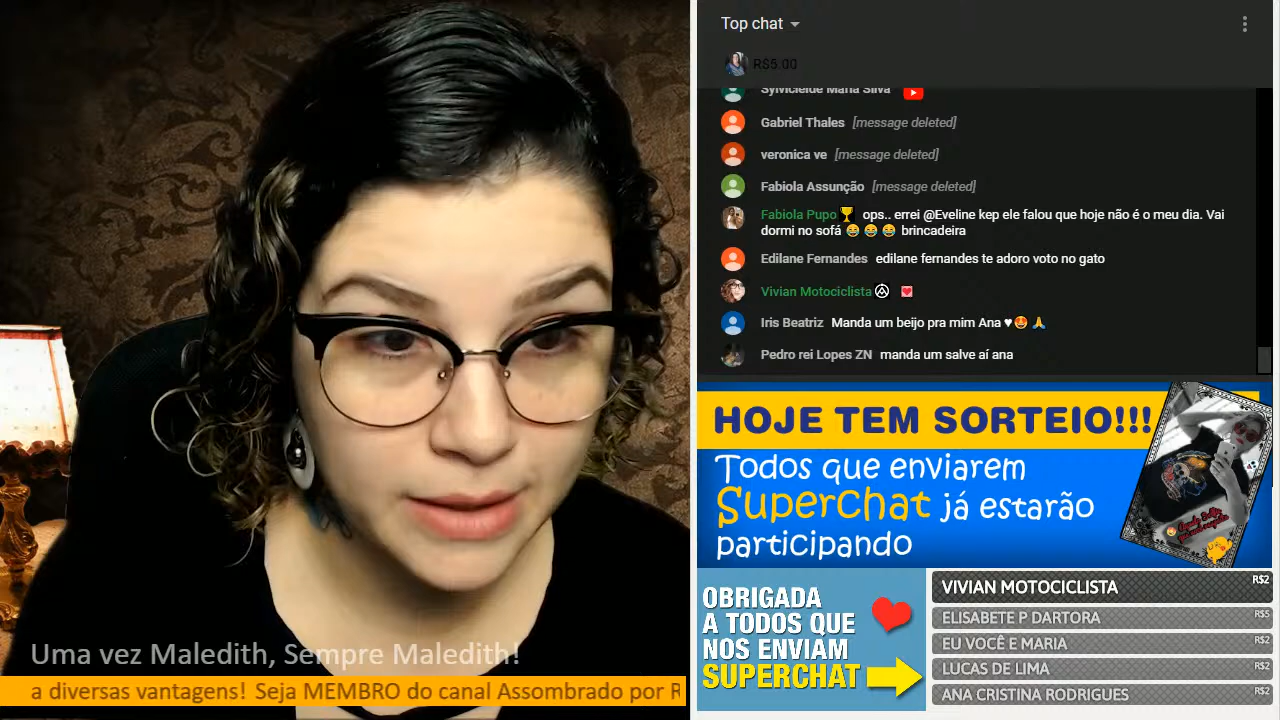 Top chat
R$5.00
Sylvicleide Maria Silva
Gabriel Thales [message deleted]
veronica ve [message deleted]
Fabiola Assunção [message deleted]
Fabiola Pupo ops.. errei @Eveline kep ele falou que hoje não é o meu dia. Vai
dormi no sofá 😂 😂 😂 brincadeira
Edilane Fernandes edilane fernandes te adoro voto no gato
Vivian Motociclista 💌
Iris Beatriz Manda um beijo pra mim Ana ♥🤩🙏
Pedro rei Lopes ZN manda um salve aí ana
HOJE TEM SORTEIO!!!
Todos que enviarem
Superchat já estarão
participando
OBRIGADA
A TODOS QUE
NOS ENVIAM
SUPERCHAT
VIVIAN MOTOCICLISTA R$2
ELISABETE P DARTORA R$5
EU VOCÊ E MARIA R$2
LUCAS DE LIMA R$2
ANA CRISTINA RODRIGUES R$2
Uma vez Maledith, Sempre Maledith!
a diversas vantagens! Seja MEMBRO do canal Assombrado por R